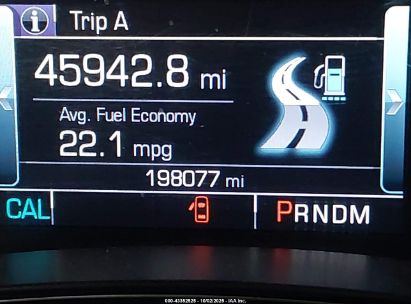 Trip A
45942.8 mi
Avg. Fuel Economy
22.1 mpg
198077 mi
CAL PRNDM